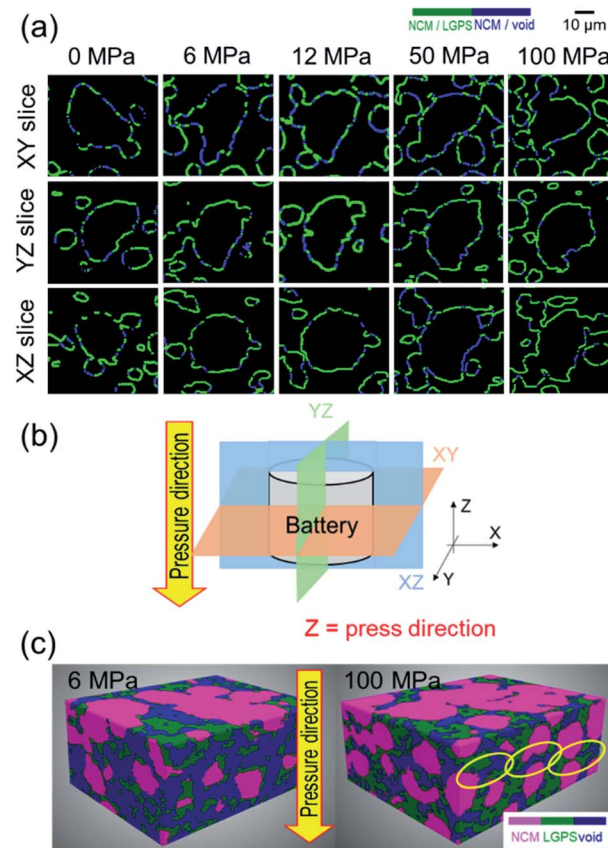 (a)
NCM / LGPS NCM / void
10 μm
0 MPa 6 MPa 12 MPa 50 MPa 100 MPa
XY slice
YZ slice
XZ slice
(b)
Pressure direction
YZ
XY
Battery
XZ
Z
X
Y
Z = press direction
(c)
6 MPa
Pressure direction
100 MPa
NCM LGPS void